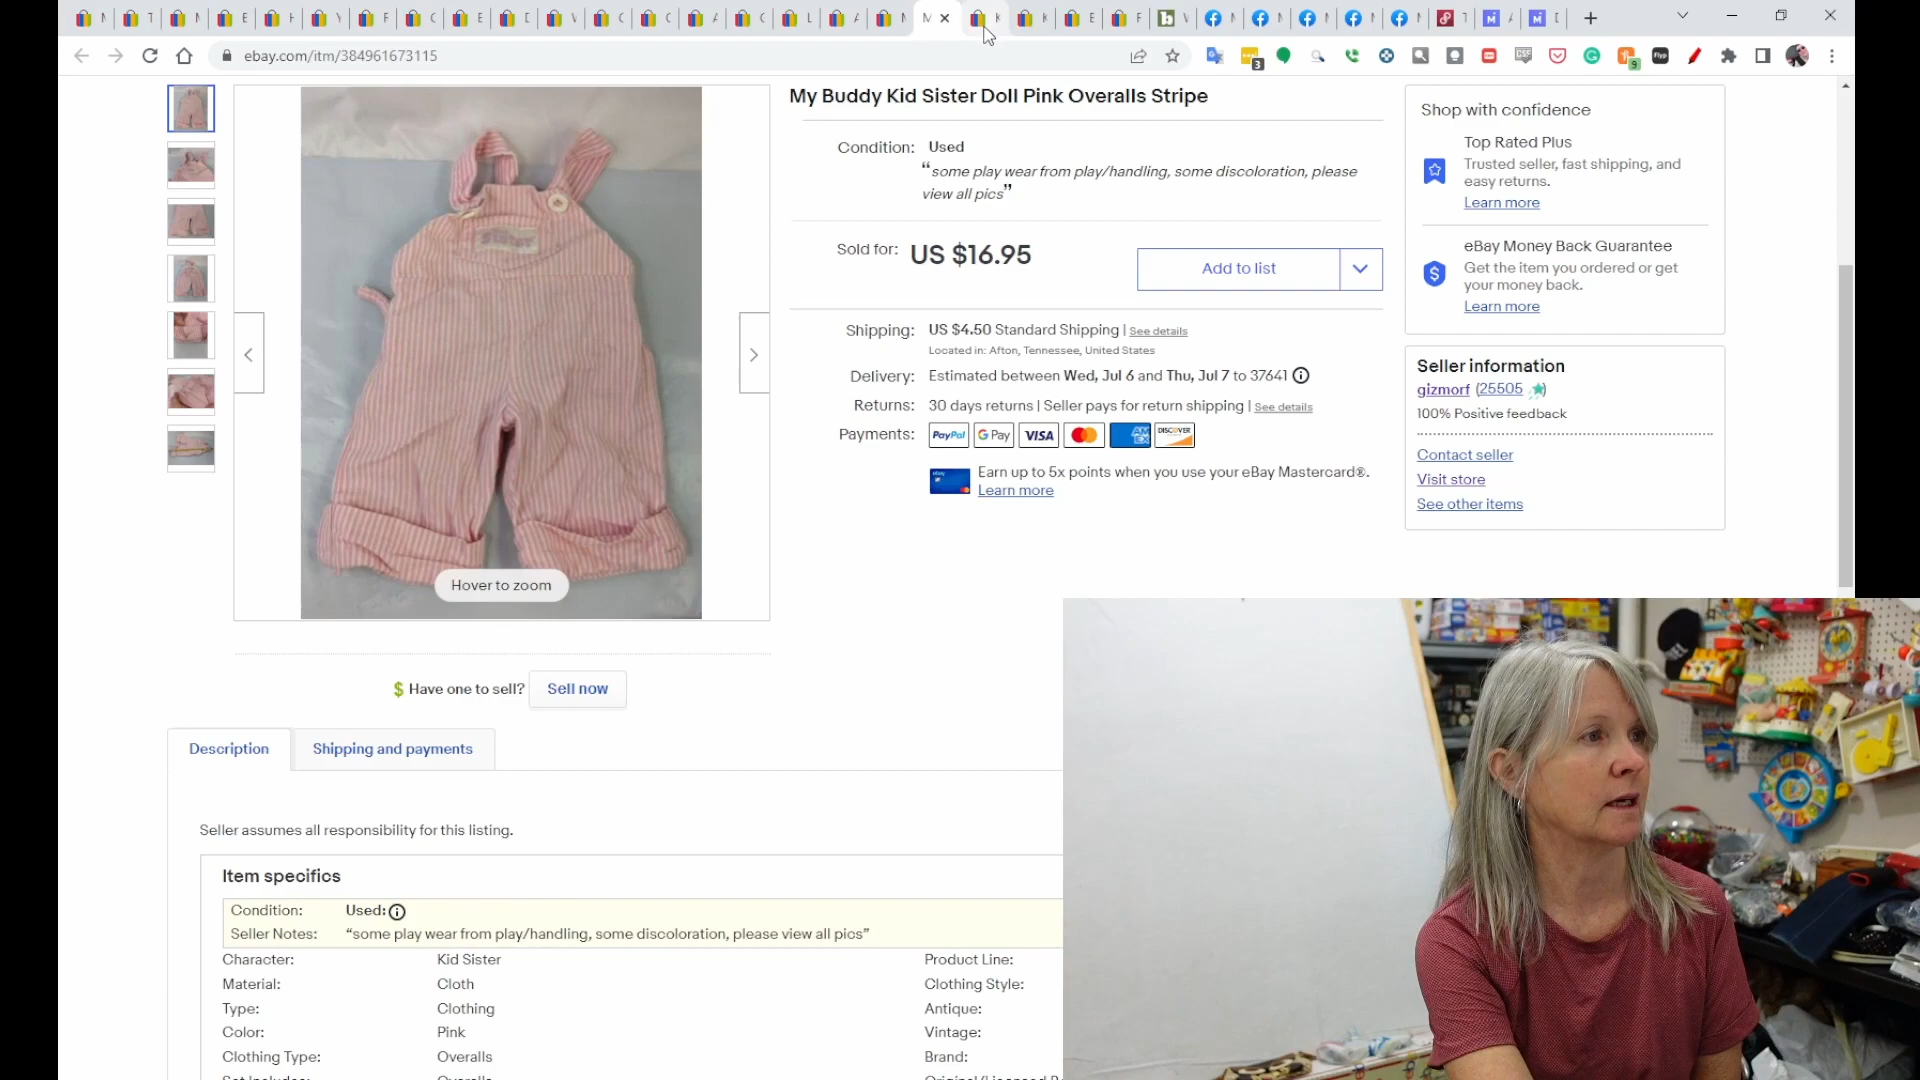 ebay.com/itm/384961673115
3
9
My Buddy Kid Sister Doll Pink Overalls Stripe
Condition: Used
“some play wear from play/handling, some discoloration, please
view all pics”
Sold for: US $16.95
Add to list
Shipping: US $4.50 Standard Shipping | See details
Located in: Afton, Tennessee, United States
Delivery: Estimated between Wed, Jul 6 and Thu, Jul 7 to 37641
Returns: 30 days returns | Seller pays for return shipping | See details
Payments: PayPal G Pay VISA DISCOVER
Earn up to 5x points when you use your eBay Mastercard®.
Learn more
Shop with confidence
Top Rated Plus
Trusted seller, fast shipping, and
easy returns.
Learn more
eBay Money Back Guarantee
Get the item you ordered or get
your money back.
Learn more
Seller information
gizmorf (25505)
100% Positive feedback
Contact seller
Visit store
See other items
Hover to zoom
$ Have one to sell? Sell now
Description
Shipping and payments
Seller assumes all responsibility for this listing.
Item specifics
Condition: Used:
Seller Notes: “some play wear from play/handling, some discoloration, please view all pics”
Character: Kid Sister Product Line:
Material: Cloth Clothing Style:
Type: Clothing Antique:
Color: Pink Vintage:
Clothing Type: Overalls Brand: